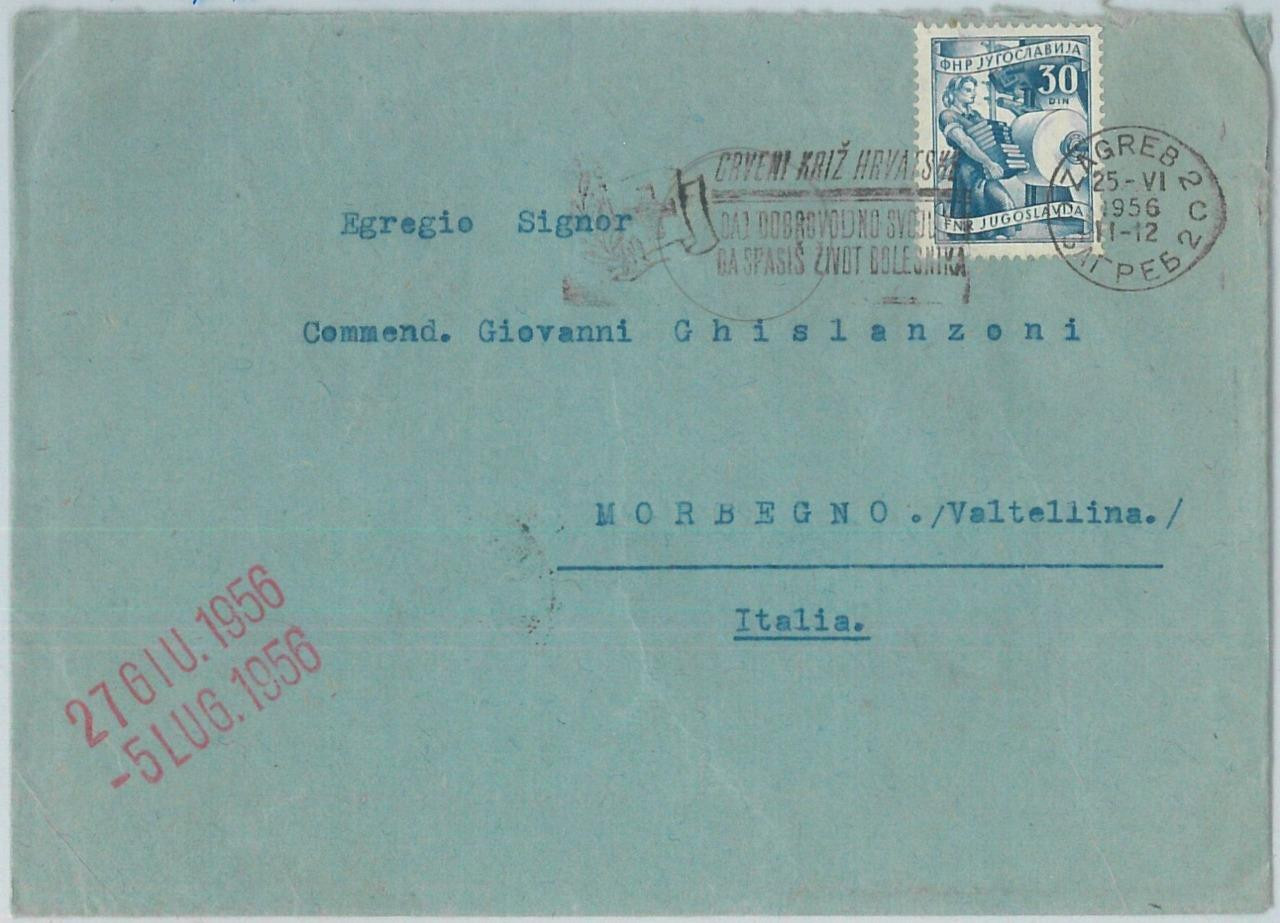 ФНР ЈУГОСЛАВИЈА
30
DIN
FNR JUGOSLAVIJA
ZAGREB 2
25-VI
1956
11-12
C
ЗАГРЕБ 2
CRVENI KRIŽ HRVATSKE
DAJ DOBROVOLJNO SVOJU
DA SPASIŠ ŽIVOT BOLESNIKA
Egregio Signor
Commend. Giovanni Ghislanzoni
MORBEGNO./Valtellina./
Italia.
27 GIU. 1956
-5 LUG. 1956